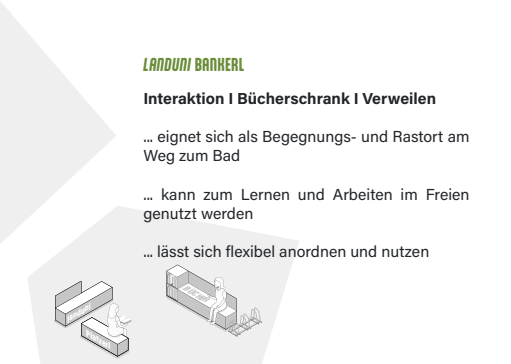 LANDUNI BANKERL
Interaktion I Bücherschrank I Verweilen
... eignet sich als Begegnungs- und Rastort am
Weg zum Bad
... kann zum Lernen und Arbeiten im Freien
genutzt werden
... lässt sich flexibel anordnen und nutzen